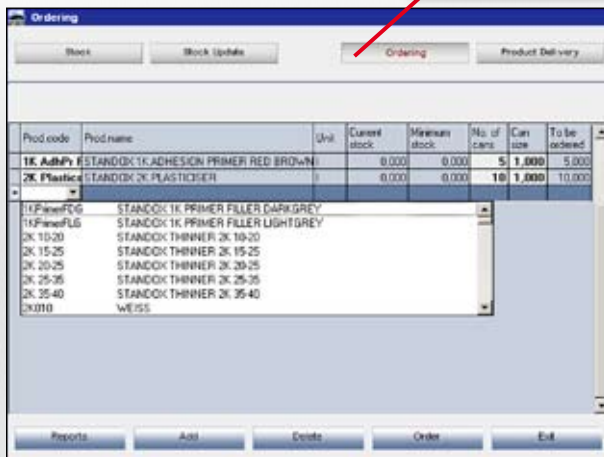 Ordering
Stock Stock Update Ordering Product Delivery
Prod.code Prod.name Unit Current stock Minimum stock No. of cans Can size To be ordered
1K AdhPr F STANDOX 1K ADHESION PRIMER RED BROWN l 0,000 0,000 5 1,000 5,000
2K Plastics STANDOX 2K PLASTICISER l 0,000 0,000 10 1,000 10,000
1KPrimerFDG STANDOX 1K PRIMER FILLER DARKGREY
1KPrimerFLG STANDOX 1K PRIMER FILLER LIGHTGREY
2K 10-20 STANDOX THINNER 2K 10-20
2K 15-25 STANDOX THINNER 2K 15-25
2K 20-25 STANDOX THINNER 2K 20-25
2K 25-35 STANDOX THINNER 2K 25-35
2K 35-40 STANDOX THINNER 2K 35-40
2K010 WEISS
Reports Add Delete Order Exit